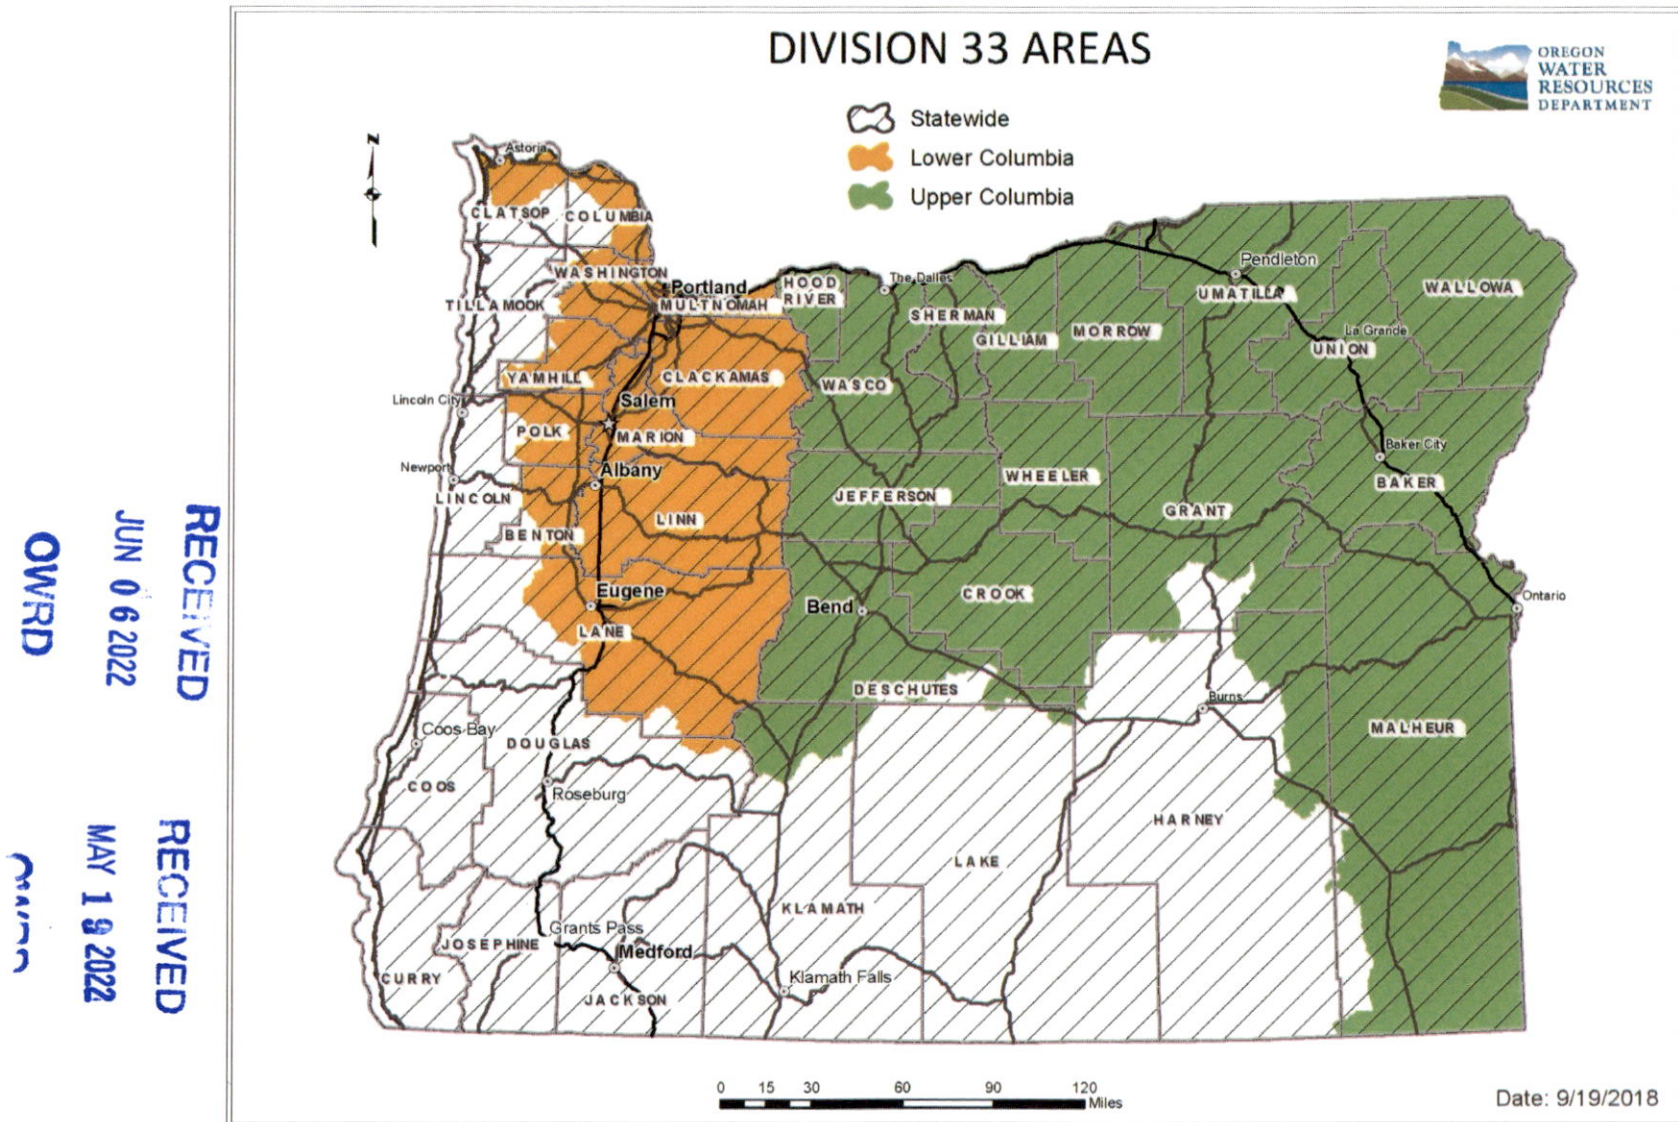 DIVISION 33 AREAS
OREGON
WATER
RESOURCES
DEPARTMENT
Statewide
Lower Columbia
Upper Columbia
N
Astoria
CLATSOP
COLUMBIA
WASHINGTON
Portland
MULTNOMAH
HOOD
RIVER
The Dalles
Pendleton
UMATILLA
WALLOWA
TILLAMOOK
SHERMAN
GILLIAM
MORROW
La Grande
UNION
YAMHILL
CLACKAMAS
WASCO
Lincoln City
Salem
POLK
MARION
Baker City
Newport
Albany
WHEELER
BAKER
LINCOLN
JEFFERSON
LINN
GRANT
BENTON
Eugene
Bend
CROOK
Ontario
LANE
DESCHUTES
Burns
Coos Bay
DOUGLAS
MALHEUR
COOS
Roseburg
HARNEY
LAKE
KLAMATH
Grants Pass
JOSEPHINE
Medford
CURRY
Klamath Falls
JACKSON
0 15 30 60 90 120
Miles
Date: 9/19/2018
RECEIVED
JUN 06 2022
OWRD
RECEIVED
MAY 19 2022